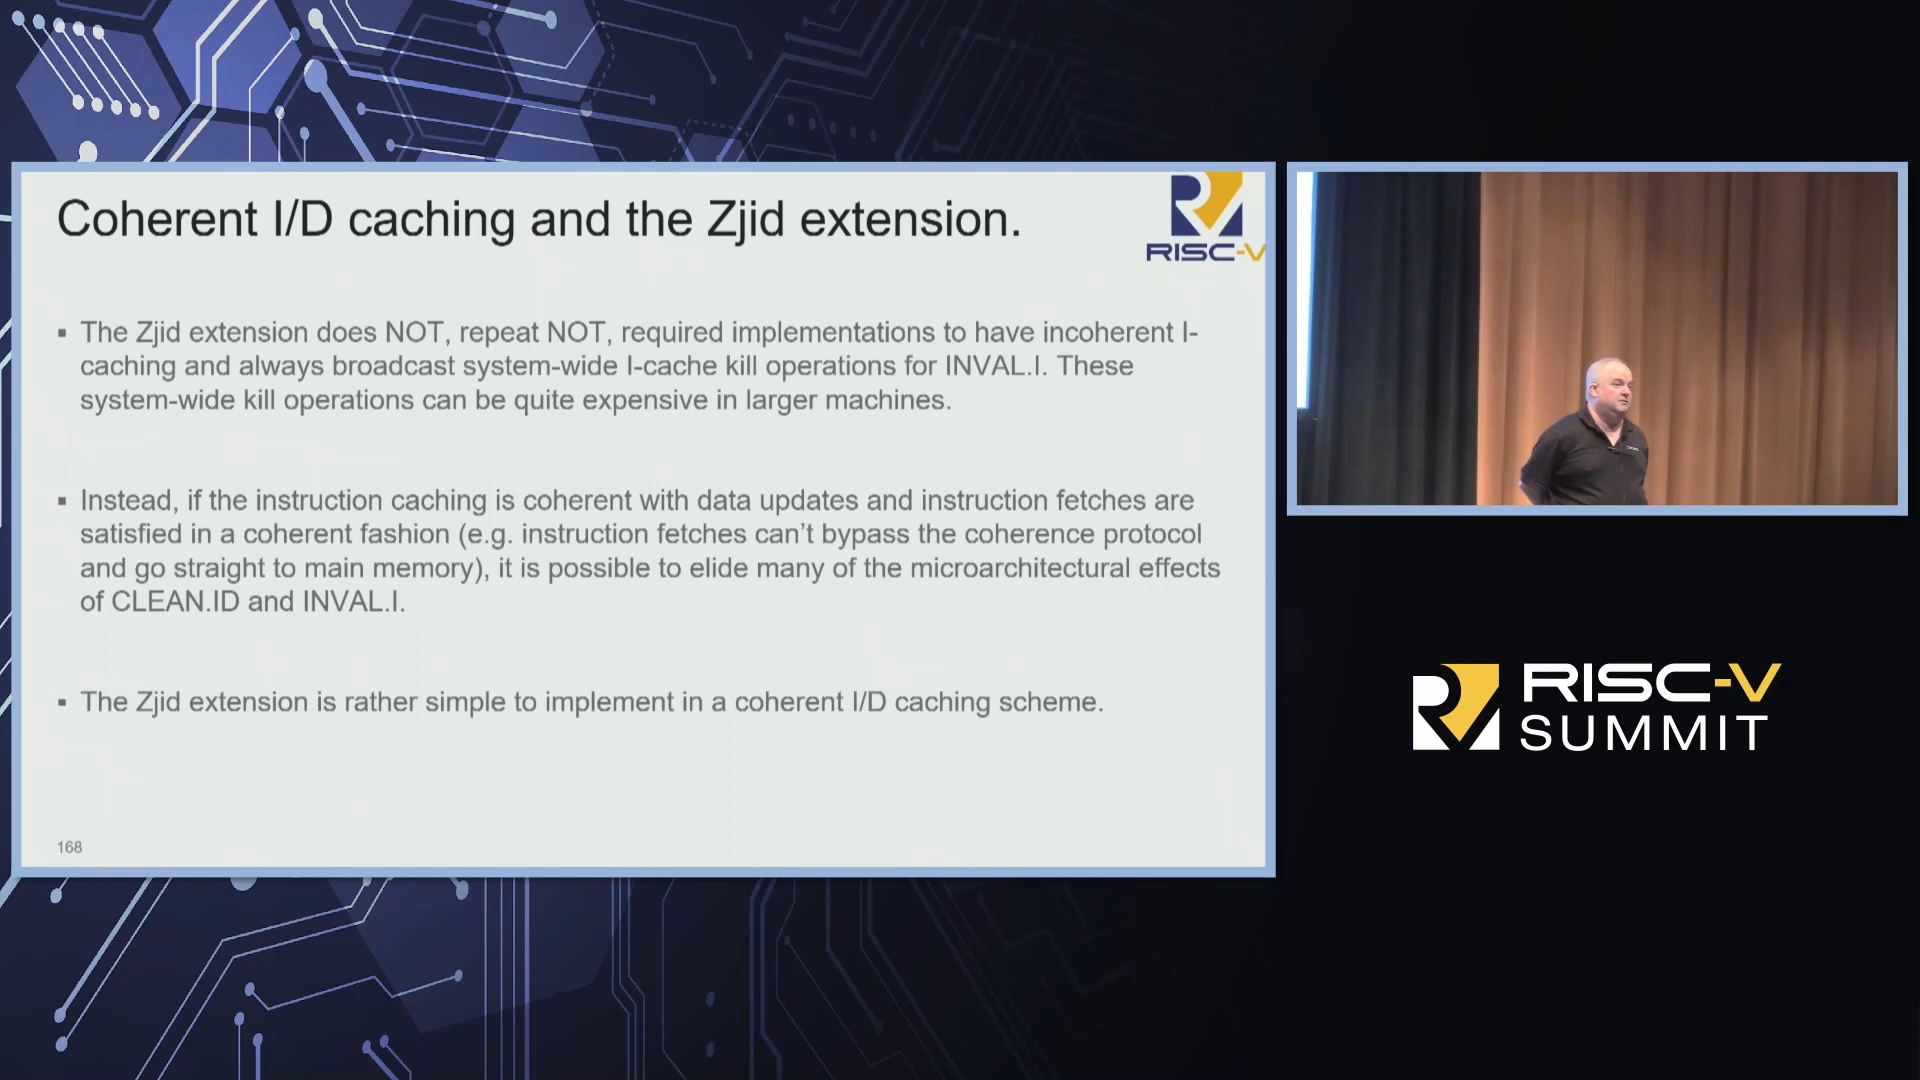 Coherent I/D caching and the Zjid extension.
RISC-V
▪ The Zjid extension does NOT, repeat NOT, required implementations to have incoherent I-
caching and always broadcast system-wide I-cache kill operations for INVAL.I. These
system-wide kill operations can be quite expensive in larger machines.
▪ Instead, if the instruction caching is coherent with data updates and instruction fetches are
satisfied in a coherent fashion (e.g. instruction fetches can’t bypass the coherence protocol
and go straight to main memory), it is possible to elide many of the microarchitectural effects
of CLEAN.ID and INVAL.I.
▪ The Zjid extension is rather simple to implement in a coherent I/D caching scheme.
168
RISC-V
SUMMIT